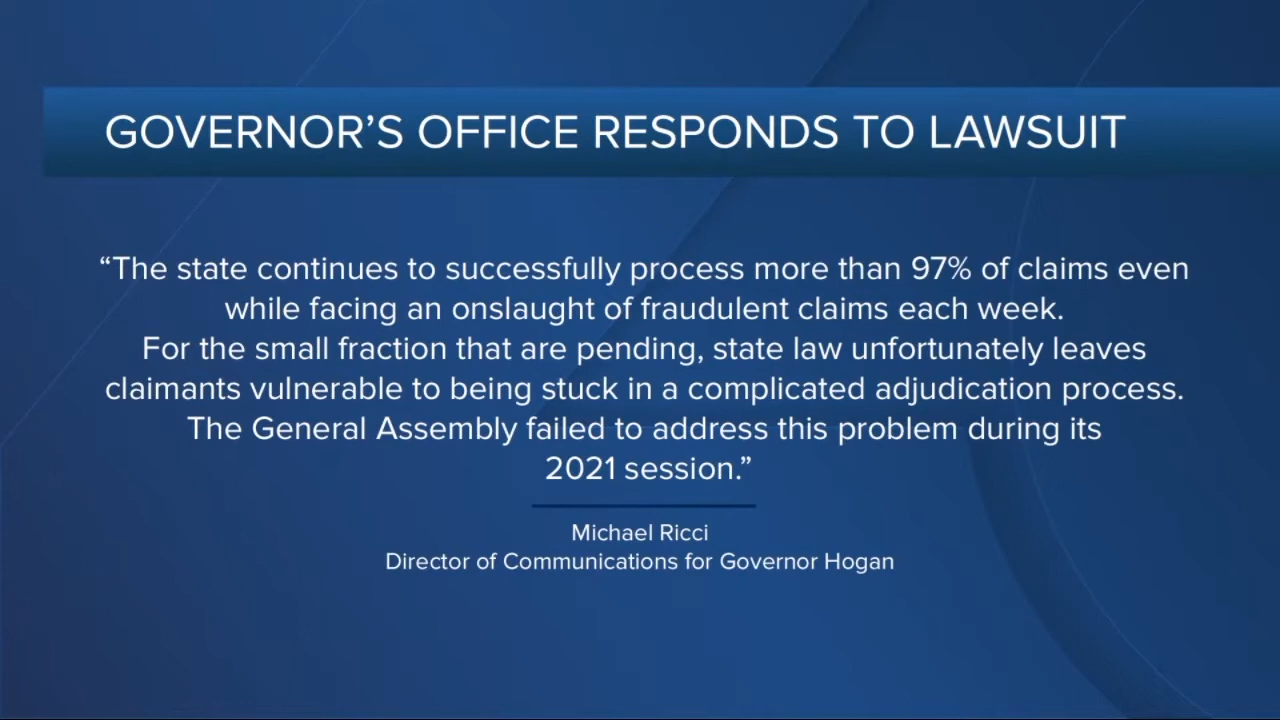 GOVERNOR’S OFFICE RESPONDS TO LAWSUIT
“The state continues to successfully process more than 97% of claims even
while facing an onslaught of fraudulent claims each week.
For the small fraction that are pending, state law unfortunately leaves
claimants vulnerable to being stuck in a complicated adjudication process.
The General Assembly failed to address this problem during its
2021 session.”
Michael Ricci
Director of Communications for Governor Hogan